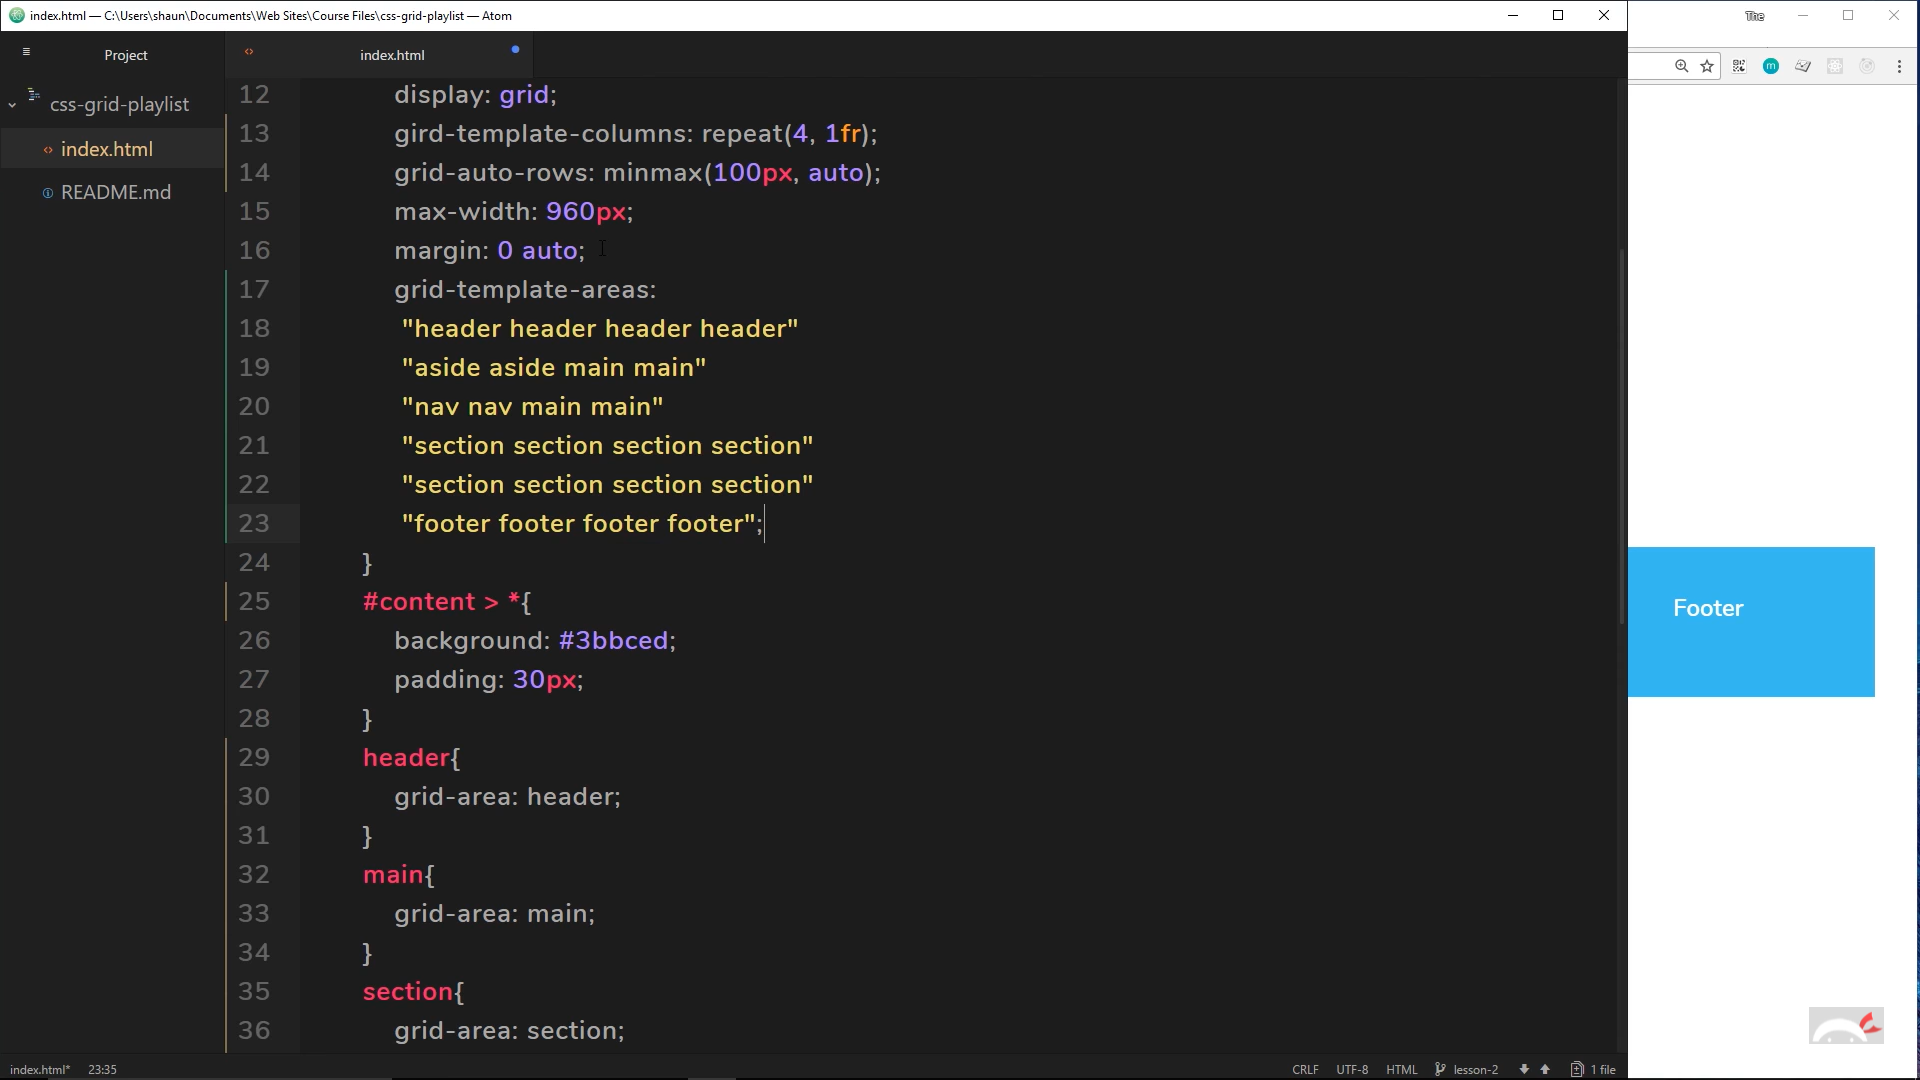 index.html — C:\Users\shaun\Documents\Web Sites\Course Files\css-grid-playlist — Atom
The
Project
index.html
css-grid-playlist
index.html
README.md
12 display: grid;
13 gird-template-columns: repeat(4, 1fr);
14 grid-auto-rows: minmax(100px, auto);
15 max-width: 960px;
16 margin: 0 auto;
17 grid-template-areas:
18 "header header header header"
19 "aside aside main main"
20 "nav nav main main"
21 "section section section section"
22 "section section section section"
23 "footer footer footer footer";
24 }
25 #content > *{
26 background: #3bbced;
27 padding: 30px;
28 }
29 header{
30 grid-area: header;
31 }
32 main{
33 grid-area: main;
34 }
35 section{
36 grid-area: section;
m
Footer
index.html* 23:35 CRLF UTF-8 HTML lesson-2 1 file